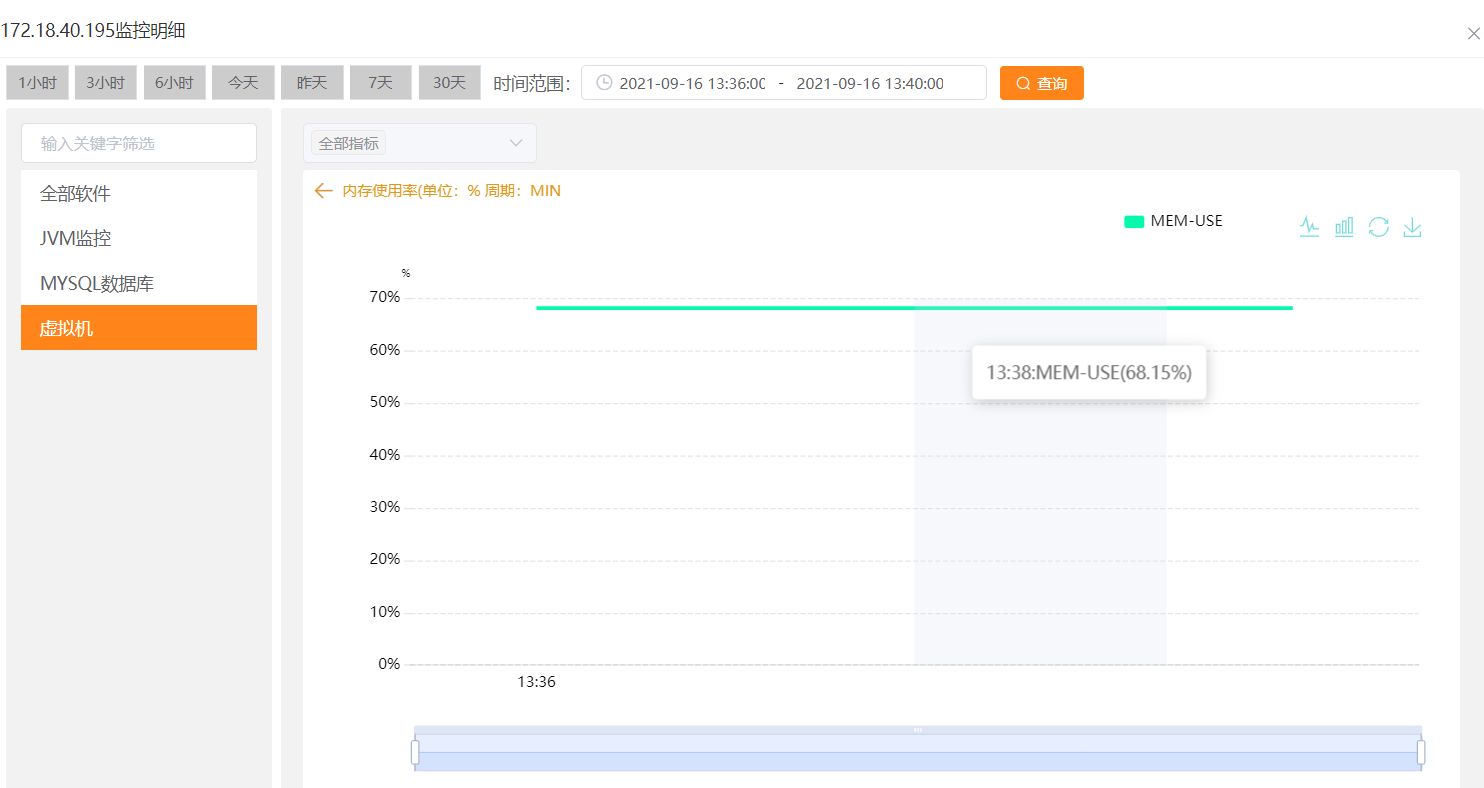 172.18.40.195监控明细
1小时 3小时 6小时 今天 昨天 7天 30天 时间范围： 2021-09-16 13:36:00 - 2021-09-16 13:40:00 查询
输入关键字筛选
全部软件
JVM监控
MYSQL数据库
虚拟机
全部指标
内存使用率(单位：% 周期：MIN
MEM-USE
%
70%
60%
13:38:MEM-USE(68.15%)
50%
40%
30%
20%
10%
0%
13:36